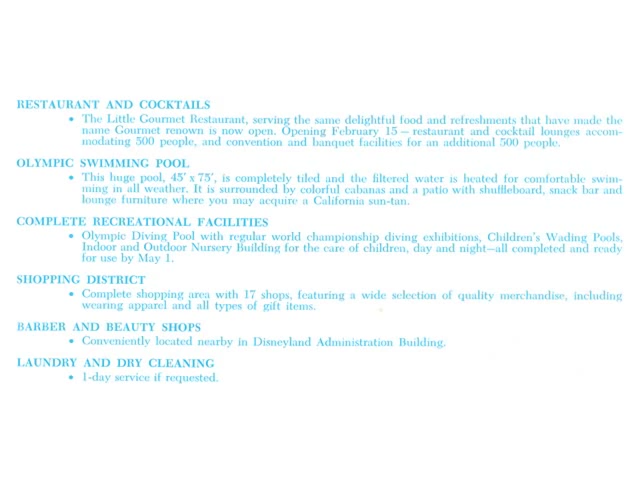 RESTAURANT AND COCKTAILS
• The Little Gourmet Restaurant, serving the same delightful food and refreshments that have made the
name Gourmet renown is now open. Opening February 15 — restaurant and cocktail lounges accom-
modating 500 people, and convention and banquet facilities for an additional 500 people.
OLYMPIC SWIMMING POOL
• This huge pool, 45' x 75', is completely tiled and the filtered water is heated for comfortable swim-
ming in all weather. It is surrounded by colorful cabanas and a patio with shuffleboard, snack bar and
lounge furniture where you may acquire a California sun-tan.
COMPLETE RECREATIONAL FACILITIES
• Olympic Diving Pool with regular world championship diving exhibitions, Children's Wading Pools,
Indoor and Outdoor Nursery Building for the care of children, day and night—all completed and ready
for use by May 1.
SHOPPING DISTRICT
• Complete shopping area with 17 shops, featuring a wide selection of quality merchandise, including
wearing apparel and all types of gift items.
BARBER AND BEAUTY SHOPS
• Conveniently located nearby in Disneyland Administration Building.
LAUNDRY AND DRY CLEANING
• 1-day service if requested.